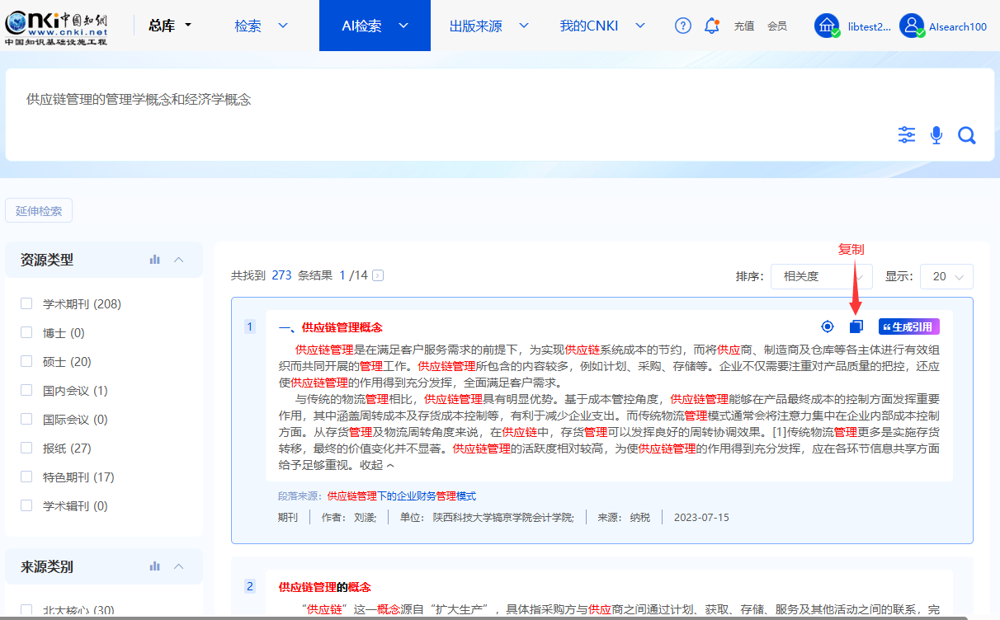 Cnki 中国知网
www.cnki.net
中国知识基础设施工程
总库
检索
AI检索
出版来源
我的CNKI
?
充值
会员
libtest2...
AIsearch100
供应链管理的管理学概念和经济学概念
延伸检索
资源类型
学术期刊 (208)
博士 (0)
硕士 (20)
国内会议 (1)
国际会议 (0)
报纸 (27)
特色期刊 (17)
学术辑刊 (0)
来源类别
北大核心 (30)
复制
共找到 273 条结果 1 /14
排序: 相关度 显示: 20
1 一、供应链管理概念
生成引用
供应链管理是在满足客户服务需求的前提下，为实现供应链系统成本的节约，而将供应商、制造商及仓库等各主体进行有效组
织而共同开展的管理工作。供应链管理所包含的内容较多，例如计划、采购、存储等。企业不仅需要注重对产品质量的把控，还应
使供应链管理的作用得到充分发挥，全面满足客户需求。
与传统的物流管理相比，供应链管理具有明显优势。基于成本管控角度，供应链管理能够在产品最终成本的控制方面发挥重要
作用，其中涵盖周转成本及存货成本控制等，有利于减少企业支出。而传统物流管理模式通常会将注意力集中在企业内部成本控制
方面。从存货管理及物流周转角度来说，在供应链中，存货管理可以发挥良好的周转协调效果。[1]传统物流管理更多是实施存货
转移，最终的价值变化并不显著。供应链管理的活跃度相对较高，为使供应链管理的作用得到充分发挥，应在各环节信息共享方面
给予足够重视。收起
段落来源: 供应链管理下的企业财务管理模式
期刊 作者: 刘漾; 单位: 陕西科技大学镐京学院会计学院; 来源: 纳税 2023-07-15
2 供应链管理的概念
“供应链”这一概念源自“扩大生产”，具体指采购方与供应商之间通过计划、获取、存储、服务及其他活动之间的联系，完